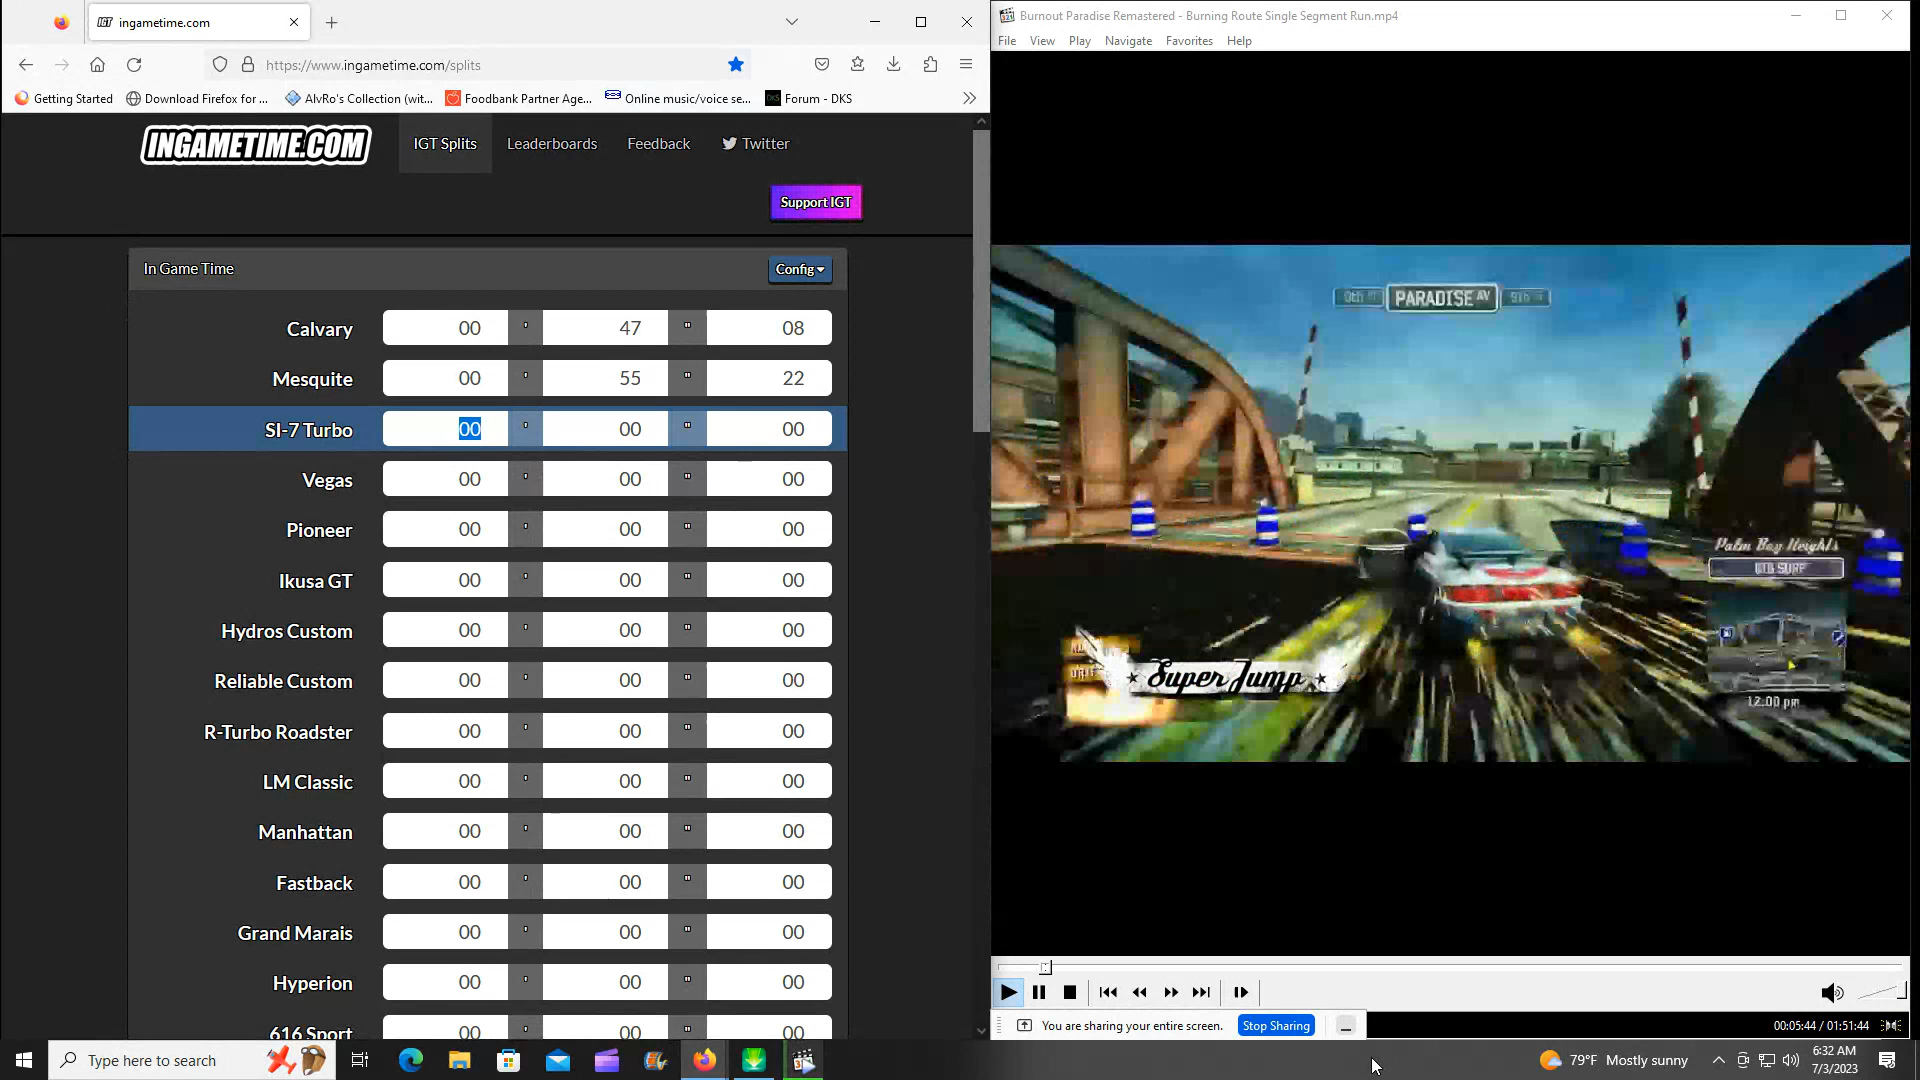 ingametime.com
https://www.ingametime.com/splits
Getting Started
Download Firefox for ...
AlvRo's Collection (wit...
Foodbank Partner Age...
Online music/voice se...
Forum - DKS
INGAMETIME.COM
IGT Splits
Leaderboards
Feedback
Twitter
Support IGT
In Game Time
Config
Calvary 00 ' 47 " 08
Mesquite 00 ' 55 " 22
SI-7 Turbo 00 ' 00 " 00
Vegas 00 ' 00 " 00
Pioneer 00 ' 00 " 00
Ikusa GT 00 ' 00 " 00
Hydros Custom 00 ' 00 " 00
Reliable Custom 00 ' 00 " 00
R-Turbo Roadster 00 ' 00 " 00
LM Classic 00 ' 00 " 00
Manhattan 00 ' 00 " 00
Fastback 00 ' 00 " 00
Grand Marais 00 ' 00 " 00
Hyperion 00 ' 00 " 00
616 Sport 00 ' 00 " 00
Burnout Paradise Remastered - Burning Route Single Segment Run.mp4
File View Play Navigate Favorites Help
PARADISE AV
Palm Bay Heights
Super Jump
12:00 pm
You are sharing your entire screen.
Stop Sharing
00:05:44 / 01:51:44
Type here to search
79°F Mostly sunny
6:32 AM
7/3/2023